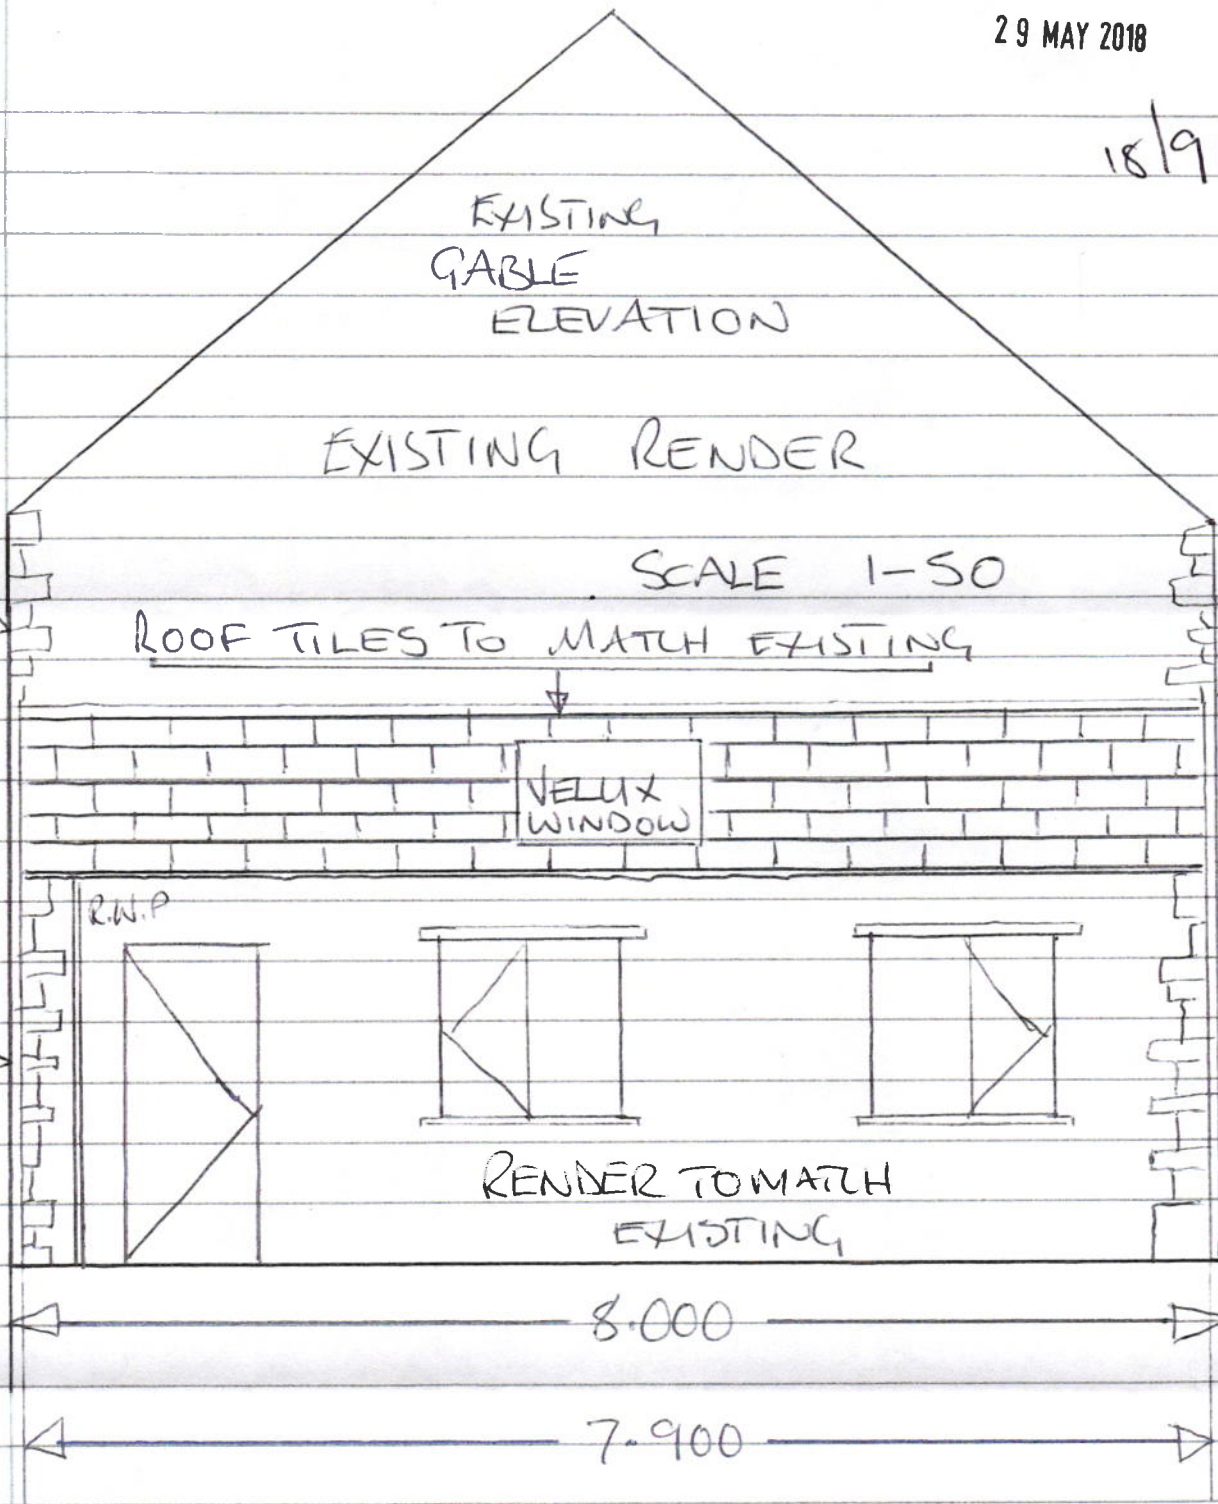 29 MAY 2018
18/9
EXISTING
GABLE
ELEVATION
EXISTING RENDER
SCALE 1-50
ROOF TILES TO MATCH EXISTING
VELUX
WINDOW
R.W.P
RENDER TO MATCH
EXISTING
8.000
7.900